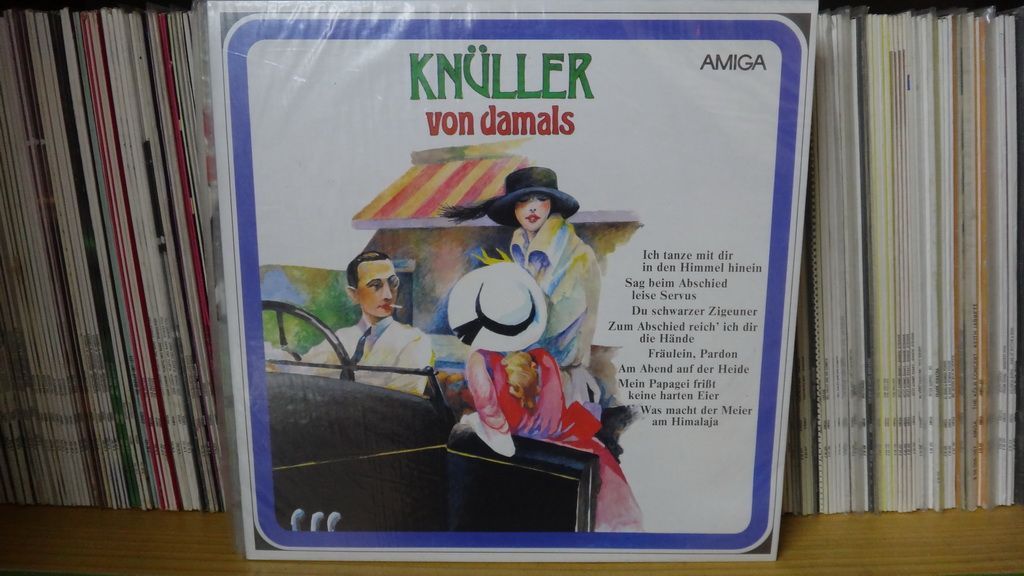 KNÜLLER
von damals
AMIGA
Ich tanze mit dir
in den Himmel hinein
Sag beim Abschied
leise Servus
Du schwarzer Zigeuner
Zum Abschied reich' ich dir
die Hände
Fräulein, Pardon
Am Abend auf der Heide
Mein Papagei frißt
keine harten Eier
Was macht der Meier
am Himalaja